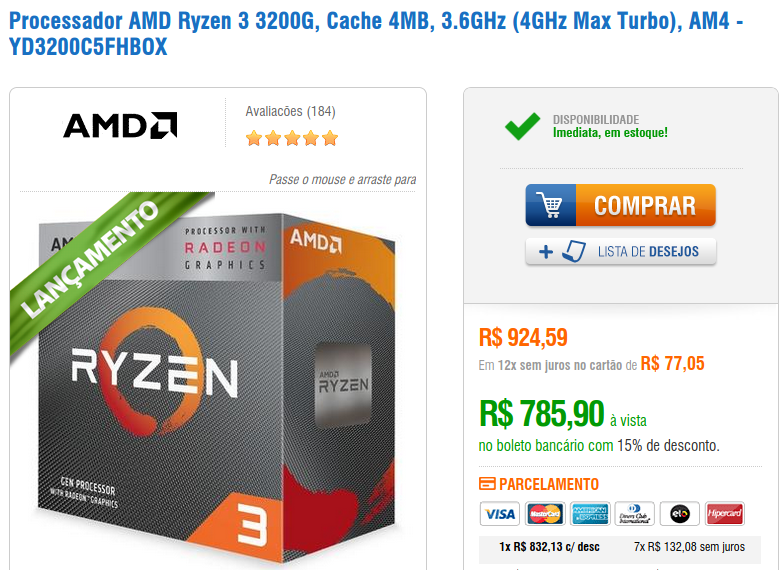 Processador AMD Ryzen 3 3200G, Cache 4MB, 3.6GHz (4GHz Max Turbo), AM4 -
YD3200C5FHBOX
AMD
Avaliacões (184)
Passe o mouse e arraste para
LANÇAMENTO
PROCESSOR WITH
RADEON
GRAPHICS
AMD
RYZEN
AMD
RYZEN
GEN PROCESSOR
WITH RADEON™ GRAPHICS
3
DISPONIBILIDADE
Imediata, em estoque!
COMPRAR
+ LISTA DE DESEJOS
R$ 924,59
Em 12x sem juros no cartão de R$ 77,05
R$ 785,90 à vista
no boleto bancário com 15% de desconto.
PARCELAMENTO
VISA MasterCard AMERICAN EXPRESS Diners Club International elo Hipercard
1x R$ 832,13 c/ desc 7x R$ 132,08 sem juros